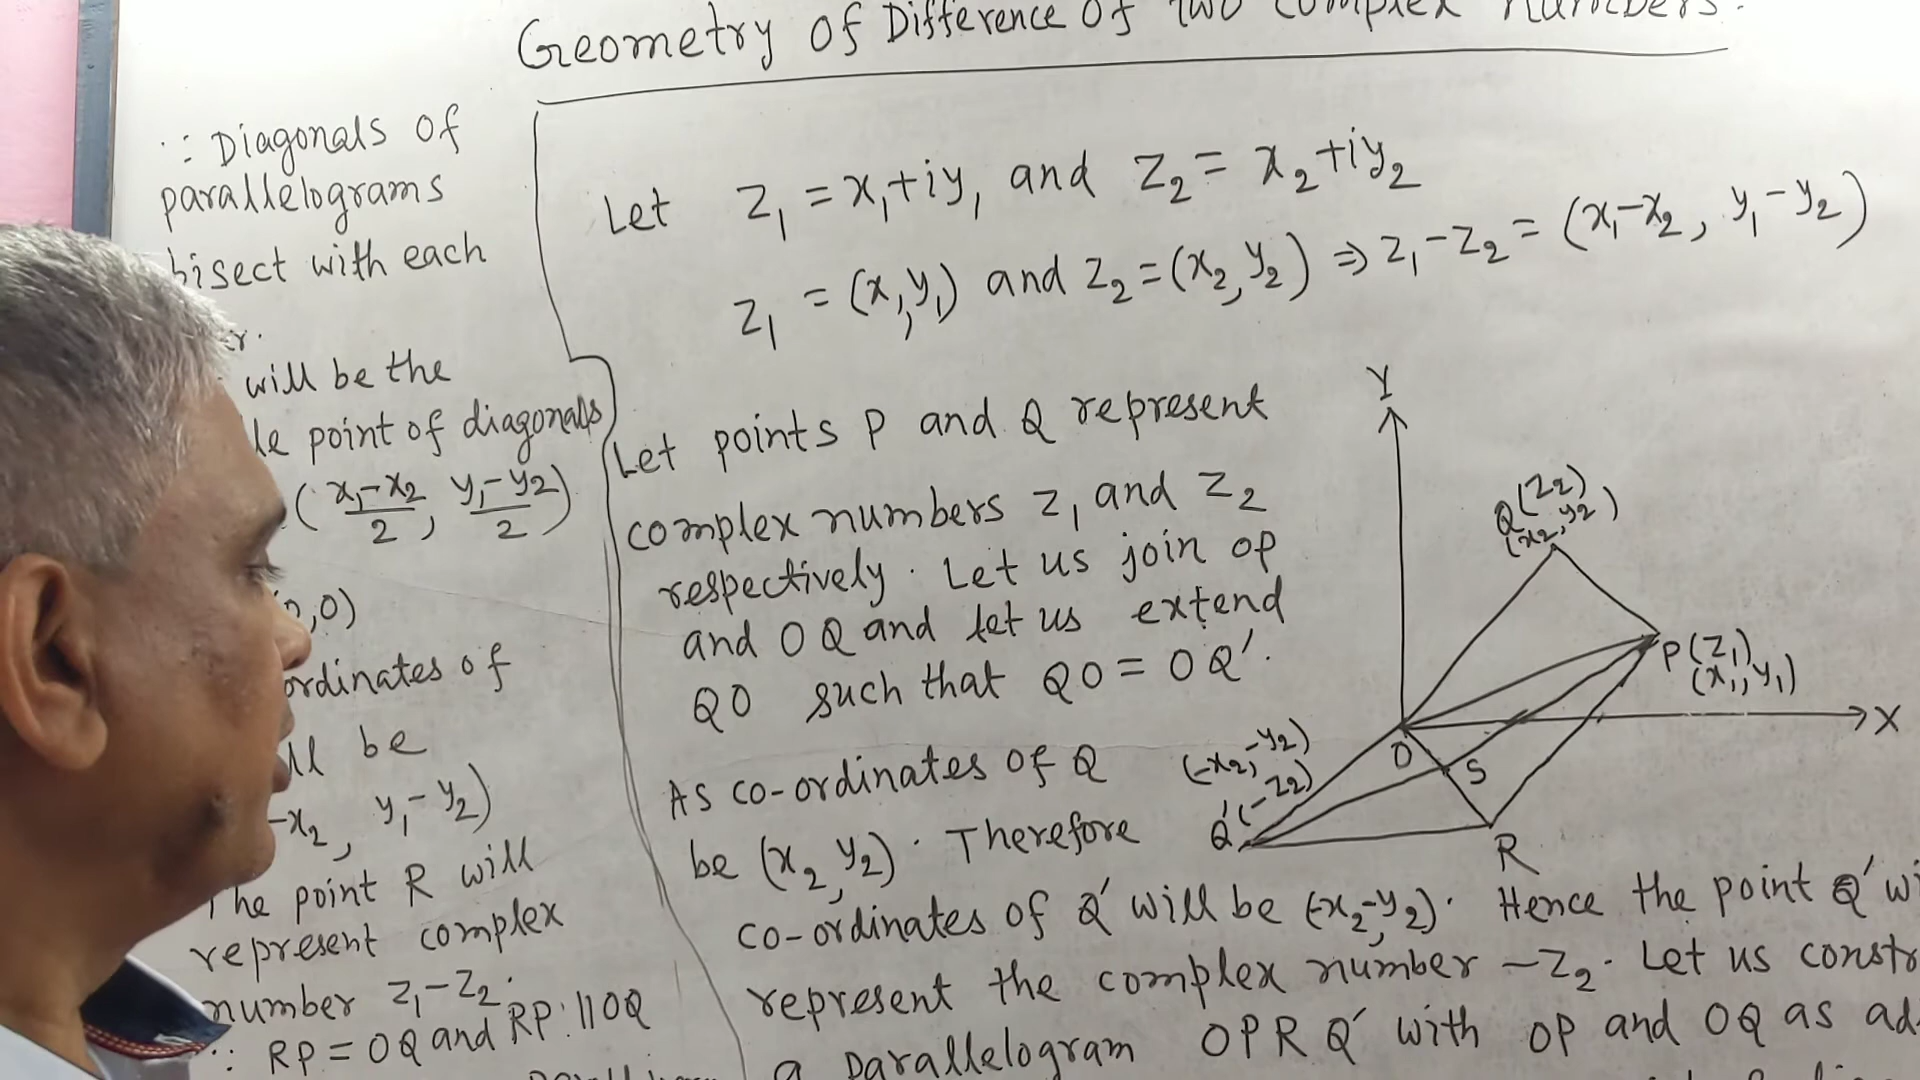 Geometry of Difference of two complex numbers.
∵ Diagonals of
parallelograms
bisect with each
will be the
point of diagonals
(x₁-x₂/2, y₁-y₂/2)
,0)
ordinates of
be
-x₂, y₁-y₂)
The point R will
represent complex
number z₁-z₂.
∵ RP = OQ and RP || OQ
Let z₁ = x₁+iy₁ and z₂ = x₂+iy₂
z₁ = (x₁,y₁) and z₂=(x₂,y₂) ⇒ z₁-z₂ = (x₁-x₂, y₁-y₂)
Let points P and Q represent
complex numbers z₁ and z₂
respectively. Let us join OP
and OQ and let us extend
QO such that QO = OQ'.
As co-ordinates of Q
be (x₂,y₂). Therefore
co-ordinates of Q' will be (-x₂,-y₂). Hence the point Q'
represent the complex number -z₂. Let us constr
a parallelogram OPRQ' with OP and OQ as ad
Y
Q(z₂)
(x₂,y₂)
P(z₁)
(x₁,y₁)
X
O
S
(-x₂,-y₂)
Q'(-z₂)
R